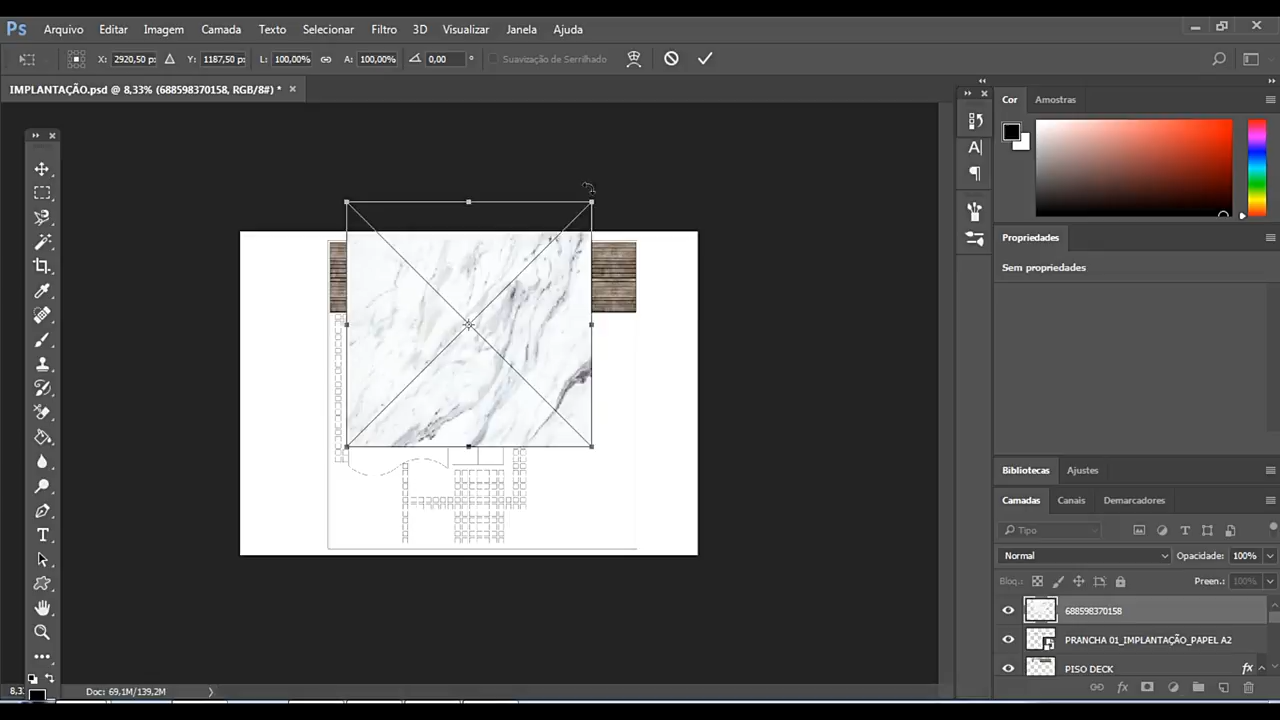 Ps Arquivo Editar Imagem Camada Texto Selecionar Filtro 3D Visualizar Janela Ajuda
X: 2920,50 p: Y: 1187,50 p: L: 100,00% A: 100,00% 0,00 ° Suavização de Serrilhado
IMPLANTAÇÃO.psd @ 8,33% (688598370158, RGB/8#) * ×
Cor Amostras
Propriedades
Sem propriedades
Bibliotecas Ajustes
Camadas Canais Demarcadores
Tipo
Normal Opacidade: 100%
Bloq.: Preen.: 100%
688598370158
PRANCHA 01_IMPLANTAÇÃO_PAPEL A2
PISO DECK fx
8,33 Doc: 69,1M/139,2M fx